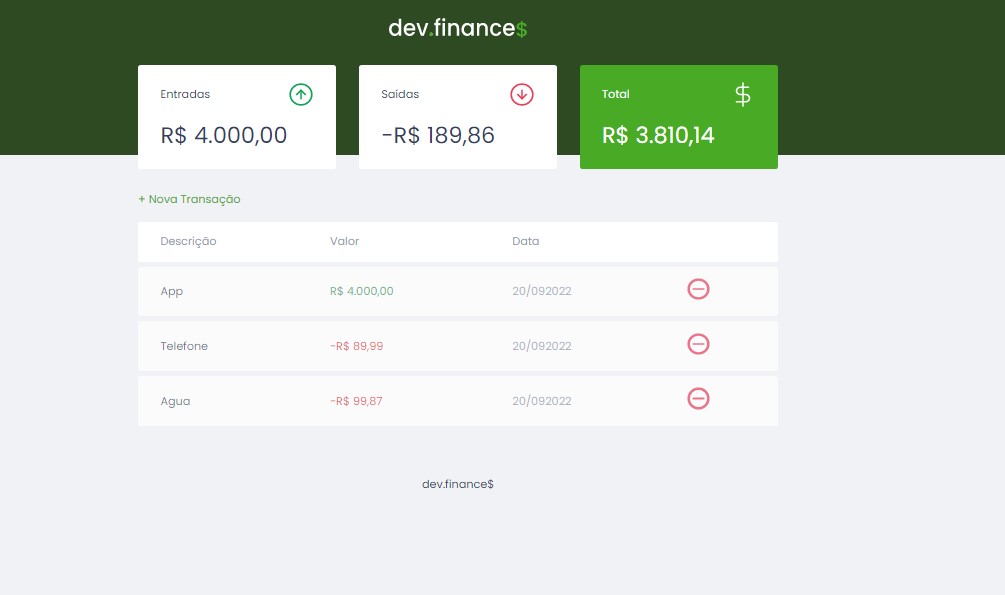 dev.finance$
Entradas
R$ 4.000,00
Saídas
-R$ 189,86
Total $
R$ 3.810,14
+ Nova Transação
Descrição Valor Data
App R$ 4.000,00 20/092022
Telefone -R$ 89,99 20/092022
Agua -R$ 99,87 20/092022
dev.finance$